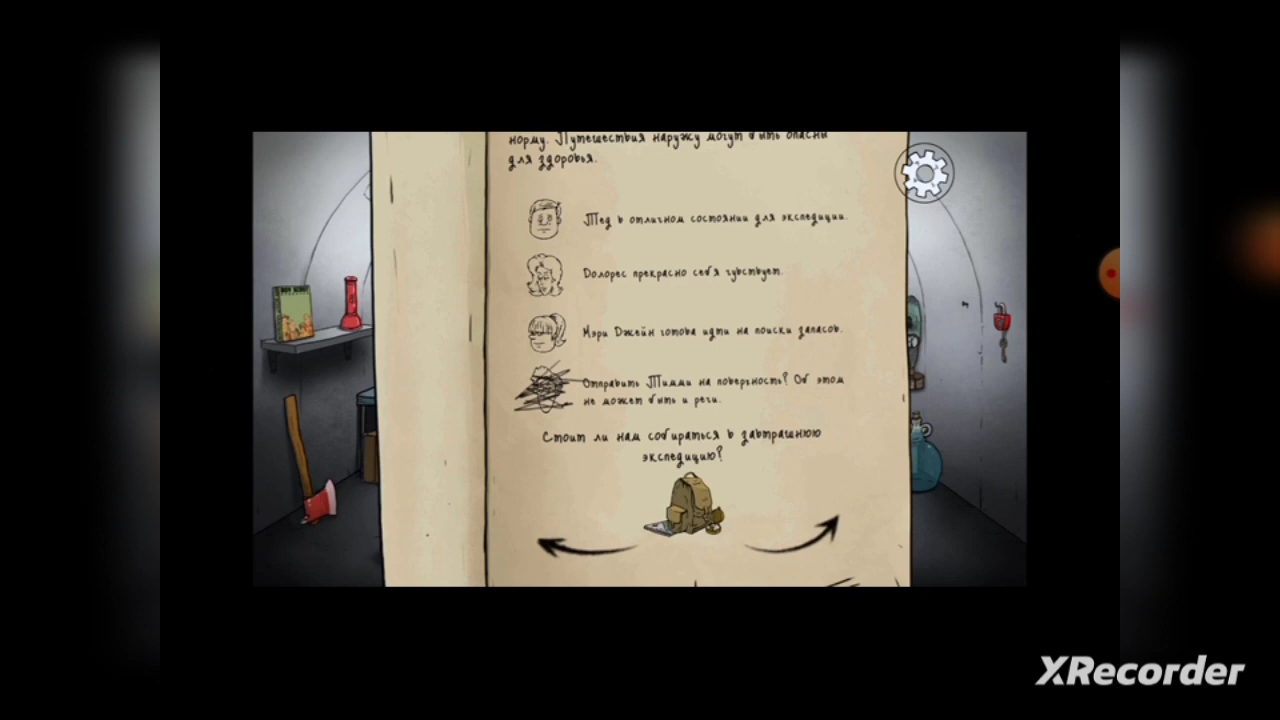 норму. Путешествия наружу могут быть опасны
для здоровья.
Тед в отличном состоянии для экспедиции.
Долорес прекрасно себя чувствует.
Мэри Джейн готова идти на поиски запасов.
Отправить Тимми на поверхность? Об этом
не может быть и речи.
Стоит ли нам собираться в завтрашнюю
экспедицию?
XRecorder